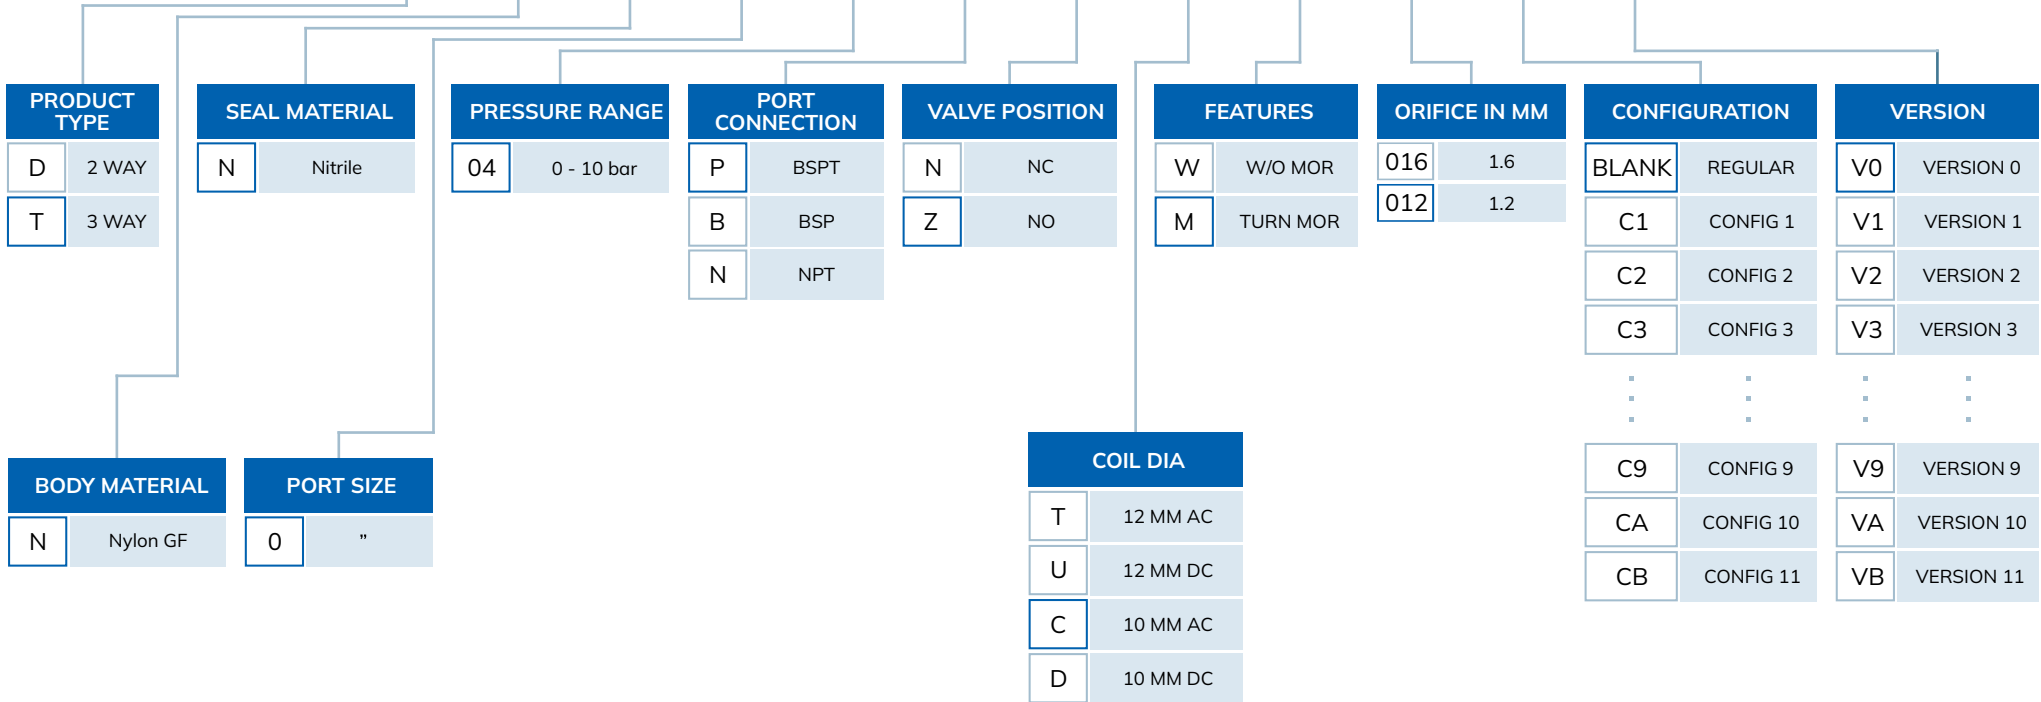 PRODUCT
TYPE
D 2 WAY
T 3 WAY
SEAL MATERIAL
N Nitrile
PRESSURE RANGE
04 0 - 10 bar
PORT
CONNECTION
P BSPT
B BSP
N NPT
VALVE POSITION
N NC
Z NO
FEATURES
W W/O MOR
M TURN MOR
ORIFICE IN MM
016 1.6
012 1.2
CONFIGURATION
BLANK REGULAR
C1 CONFIG 1
C2 CONFIG 2
C3 CONFIG 3
C9 CONFIG 9
CA CONFIG 10
CB CONFIG 11
VERSION
V0 VERSION 0
V1 VERSION 1
V2 VERSION 2
V3 VERSION 3
V9 VERSION 9
VA VERSION 10
VB VERSION 11
BODY MATERIAL
N Nylon GF
PORT SIZE
0 ”
COIL DIA
T 12 MM AC
U 12 MM DC
C 10 MM AC
D 10 MM DC